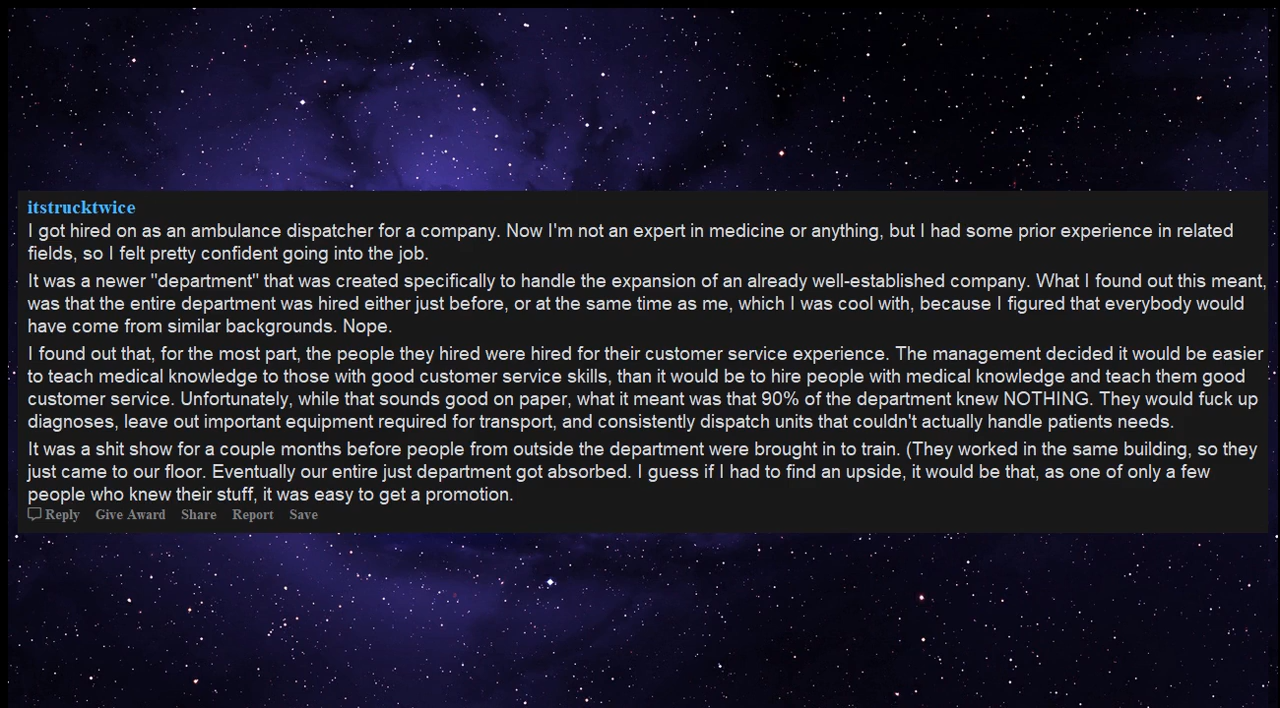 itstrucktwice
I got hired on as an ambulance dispatcher for a company. Now I'm not an expert in medicine or anything, but I had some prior experience in related
fields, so I felt pretty confident going into the job.
It was a newer "department" that was created specifically to handle the expansion of an already well-established company. What I found out this meant,
was that the entire department was hired either just before, or at the same time as me, which I was cool with, because I figured that everybody would
have come from similar backgrounds. Nope.
I found out that, for the most part, the people they hired were hired for their customer service experience. The management decided it would be easier
to teach medical knowledge to those with good customer service skills, than it would be to hire people with medical knowledge and teach them good
customer service. Unfortunately, while that sounds good on paper, what it meant was that 90% of the department knew NOTHING. They would fuck up
diagnoses, leave out important equipment required for transport, and consistently dispatch units that couldn't actually handle patients needs.
It was a shit show for a couple months before people from outside the department were brought in to train. (They worked in the same building, so they
just came to our floor. Eventually our entire just department got absorbed. I guess if I had to find an upside, it would be that, as one of only a few
people who knew their stuff, it was easy to get a promotion.
Reply Give Award Share Report Save